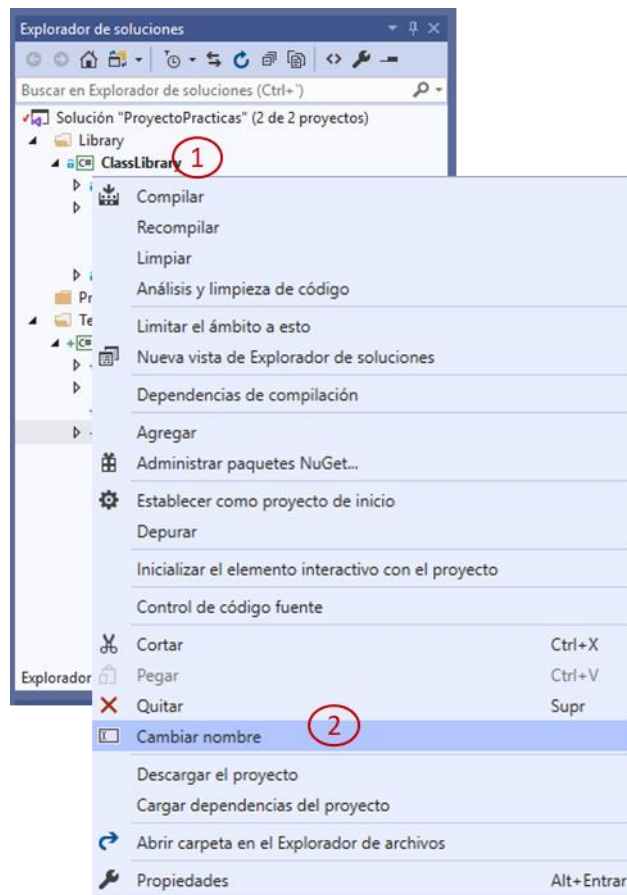 Explorador de soluciones
Buscar en Explorador de soluciones (Ctrl+`)
Solución "ProyectoPracticas" (2 de 2 proyectos)
Library
C# ClassLibrary
1
Compilar
Recompilar
Limpiar
Análisis y limpieza de código
Limitar el ámbito a esto
Nueva vista de Explorador de soluciones
Dependencias de compilación
Agregar
Administrar paquetes NuGet...
Establecer como proyecto de inicio
Depurar
Inicializar el elemento interactivo con el proyecto
Control de código fuente
Cortar Ctrl+X
Pegar Ctrl+V
Quitar Supr
Cambiar nombre 2
Descargar el proyecto
Cargar dependencias del proyecto
Abrir carpeta en el Explorador de archivos
Propiedades Alt+Entrar
Pr
Te
C#
Explorador